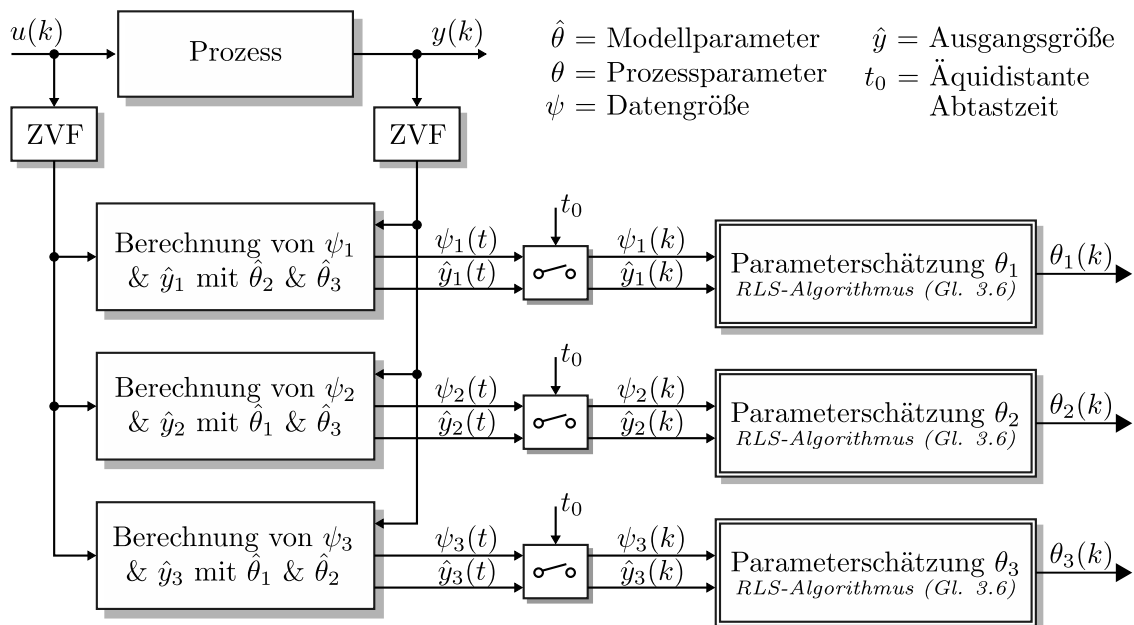 u(k)
Prozess
y(k)
θ̂ = Modellparameter
θ = Prozessparameter
ψ = Datengröße
ŷ = Ausgangsgröße
t₀ = Äquidistante
Abtastzeit
ZVF
ZVF
Berechnung von ψ₁
& ŷ₁ mit θ̂₂ & θ̂₃
ψ₁(t)
ŷ₁(t)
t₀
ψ₁(k)
ŷ₁(k)
Parameterschätzung θ₁
RLS-Algorithmus (Gl. 3.6)
θ₁(k)
Berechnung von ψ₂
& ŷ₂ mit θ̂₁ & θ̂₃
ψ₂(t)
ŷ₂(t)
t₀
ψ₂(k)
ŷ₂(k)
Parameterschätzung θ₂
RLS-Algorithmus (Gl. 3.6)
θ₂(k)
Berechnung von ψ₃
& ŷ₃ mit θ̂₁ & θ̂₂
ψ₃(t)
ŷ₃(t)
t₀
ψ₃(k)
ŷ₃(k)
Parameterschätzung θ₃
RLS-Algorithmus (Gl. 3.6)
θ₃(k)